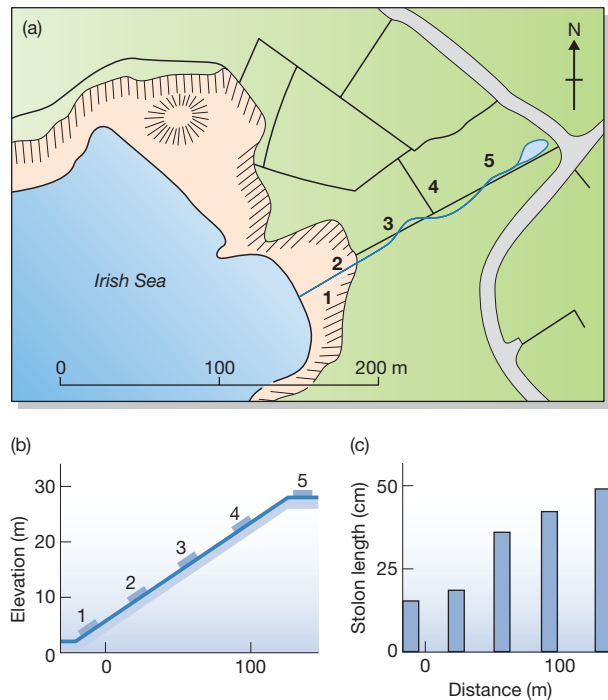 (a)
N
5
4
3
2
1
Irish Sea
0 100 200 m
(b)
30
20
10
0
Elevation (m)
1
2
3
4
5
0 100
(c)
50
25
0
Stolon length (cm)
0 100
Distance (m)